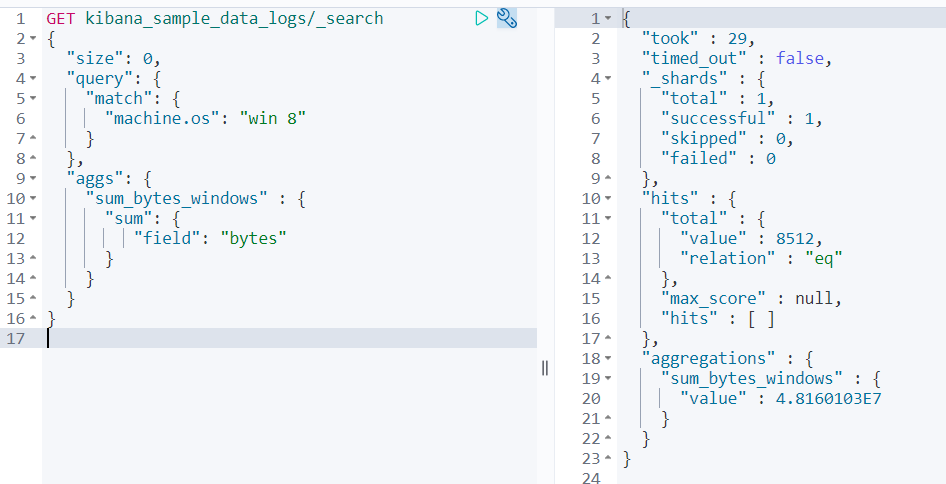 1 GET kibana_sample_data_logs/_search
2 {
3   "size": 0,
4   "query": {
5     "match": {
6       "machine.os": "win 8"
7     }
8   },
9   "aggs": {
10     "sum_bytes_windows" : {
11       "sum": {
12          "field": "bytes"
13       }
14     }
15   }
16 }
17
1 {
2   "took" : 29,
3   "timed_out" : false,
4   "_shards" : {
5     "total" : 1,
6     "successful" : 1,
7     "skipped" : 0,
8     "failed" : 0
9   },
10   "hits" : {
11     "total" : {
12       "value" : 8512,
13       "relation" : "eq"
14     },
15     "max_score" : null,
16     "hits" : [ ]
17   },
18   "aggregations" : {
19     "sum_bytes_windows" : {
20       "value" : 4.8160103E7
21     }
22   }
23 }
24